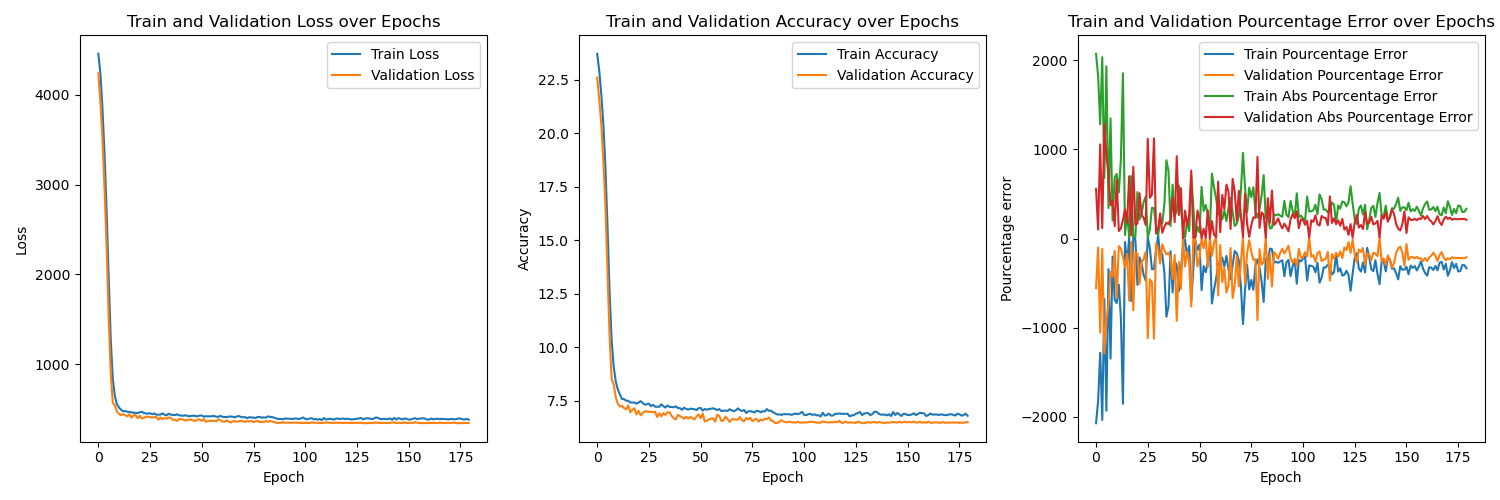 Train and Validation Loss over Epochs
Train Loss
Validation Loss
Loss
4000
3000
2000
1000
0
25
50
75
100
125
150
175
Epoch
Train and Validation Accuracy over Epochs
Train Accuracy
Validation Accuracy
Accuracy
22.5
20.0
17.5
15.0
12.5
10.0
7.5
0
25
50
75
100
125
150
175
Epoch
Train and Validation Pourcentage Error over Epochs
Train Pourcentage Error
Validation Pourcentage Error
Train Abs Pourcentage Error
Validation Abs Pourcentage Error
Pourcentage error
2000
1000
0
−1000
−2000
0
25
50
75
100
125
150
175
Epoch